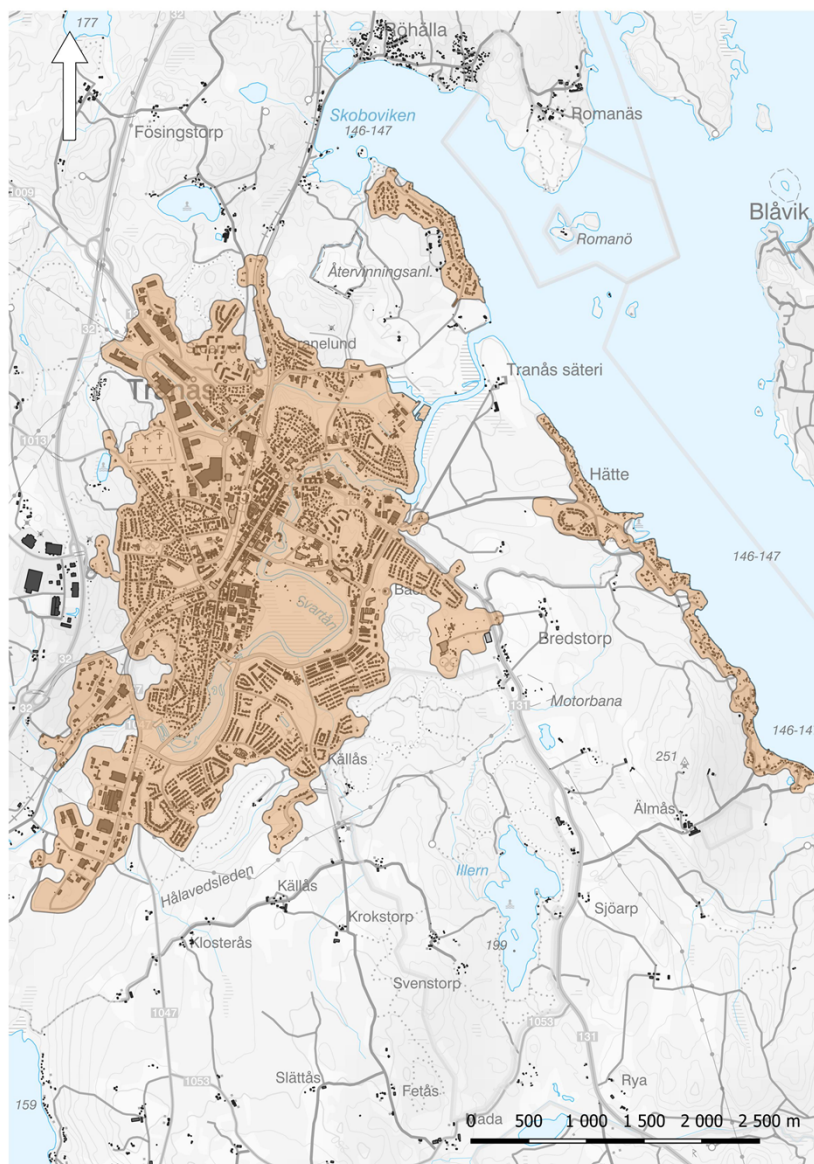 177
Fösingstorp
Skoboviken
146-147
Romanäs
1009
Blåvik
Romanö
Återvinningsanl.
32
Tranås säteri
Tranås
1013
Hätte
146-147
Svartån
Bredstorp
32
32
131
Motorbana
146-14
251
Källås
Älmås
Illern
Hålavedsleden
Källås
Sjöarp
Krokstorp
Klosterås
199
Svenstorp
1047
1053
131
1053
Slättås
Rya
159
Fetås
0 500 1 000 1 500 2 000 2 500 m